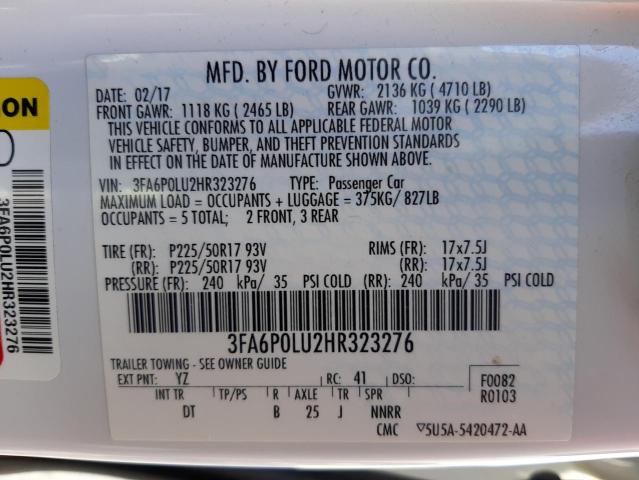 MFD. BY FORD MOTOR CO.
DATE: 02/17 GVWR: 2136 KG (4710 LB)
FRONT GAWR: 1118 KG (2465 LB) REAR GAWR: 1039 KG (2290 LB)
THIS VEHICLE CONFORMS TO ALL APPLICABLE FEDERAL MOTOR
VEHICLE SAFETY, BUMPER, AND THEFT PREVENTION STANDARDS
IN EFFECT ON THE DATE OF MANUFACTURE SHOWN ABOVE.
VIN: 3FA6P0LU2HR323276 TYPE: Passenger Car
MAXIMUM LOAD = OCCUPANTS + LUGGAGE = 375KG/ 827LB
OCCUPANTS = 5 TOTAL; 2 FRONT, 3 REAR
TIRE (FR): P225/50R17 93V RIMS (FR): 17x7.5J
(RR): P225/50R17 93V (RR): 17x7.5J
PRESSURE (FR): 240 kPa/ 35 PSI COLD (RR): 240 kPa/ 35 PSI COLD
3FA6P0LU2HR323276
TRAILER TOWING - SEE OWNER GUIDE
EXT PNT: YZ RC: 41 DSO: F0082
R0103
INT TR TP/PS R AXLE TR SPR
DT B 25 J NNRR
CMC ▽5U5A-5420472-AA
ON
3FA6P0LU2HR323276